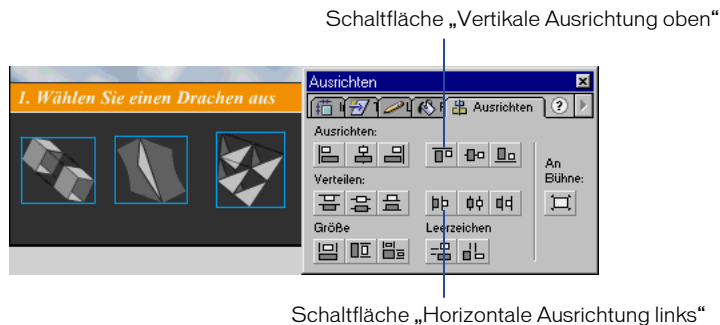 Schaltfläche „Vertikale Ausrichtung oben“
1. Wählen Sie einen Drachen aus
Ausrichten
Ausrichten
Ausrichten:
An
Bühne:
Verteilen:
Größe
Leerzeichen
Schaltfläche „Horizontale Ausrichtung links“